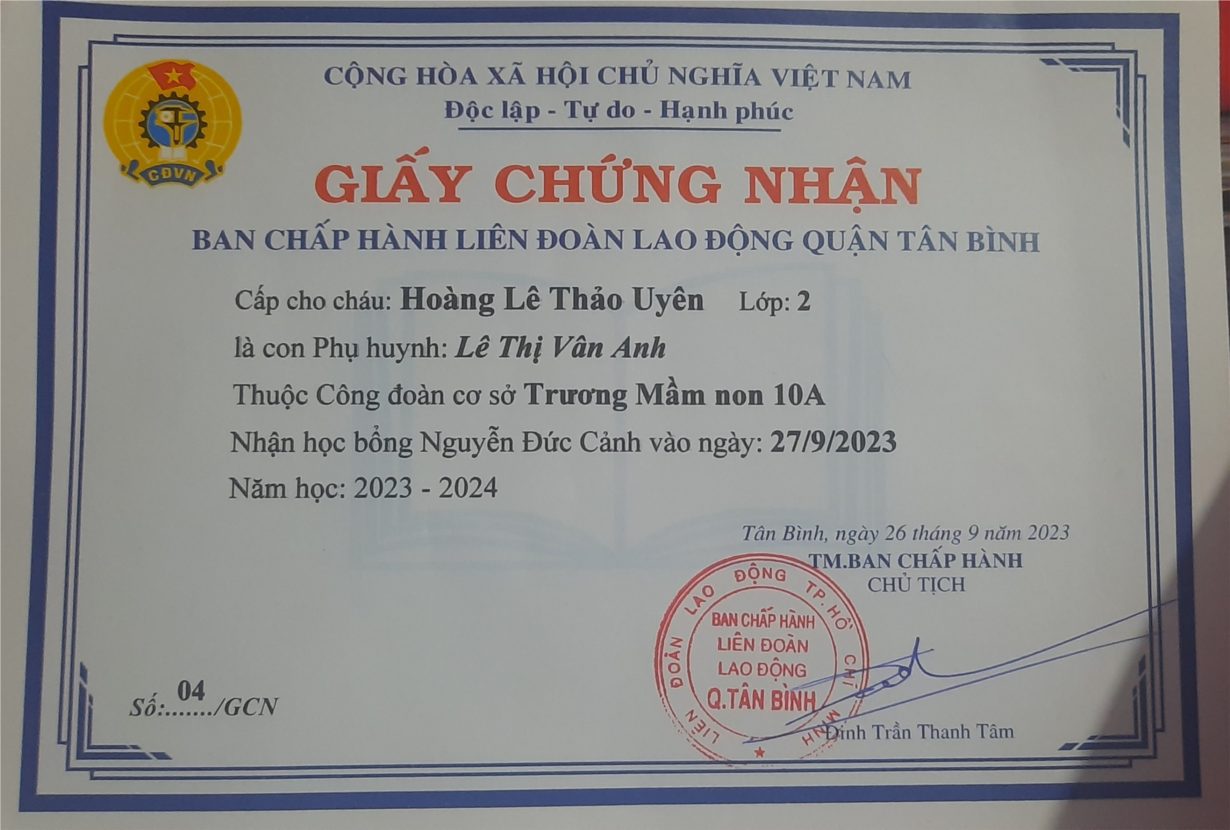 CỘNG HÒA XÃ HỘI CHỦ NGHĨA VIỆT NAM
Độc lập - Tự do - Hạnh phúc
CĐVN
GIẤY CHỨNG NHẬN
BAN CHẤP HÀNH LIÊN ĐOÀN LAO ĐỘNG QUẬN TÂN BÌNH
Cấp cho cháu: Hoàng Lê Thảo Uyên Lớp: 2
là con Phụ huynh: Lê Thị Vân Anh
Thuộc Công đoàn cơ sở Trương Mầm non 10A
Nhận học bổng Nguyễn Đức Cảnh vào ngày: 27/9/2023
Năm học: 2023 - 2024
Tân Bình, ngày 26 tháng 9 năm 2023
TM.BAN CHẤP HÀNH
CHỦ TỊCH
LIÊN ĐOÀN LAO ĐỘNG TP. HỒ CHÍ MINH
BAN CHẤP HÀNH
LIÊN ĐOÀN
LAO ĐỘNG
Q.TÂN BÌNH
Đinh Trần Thanh Tâm
Số:..04...../GCN